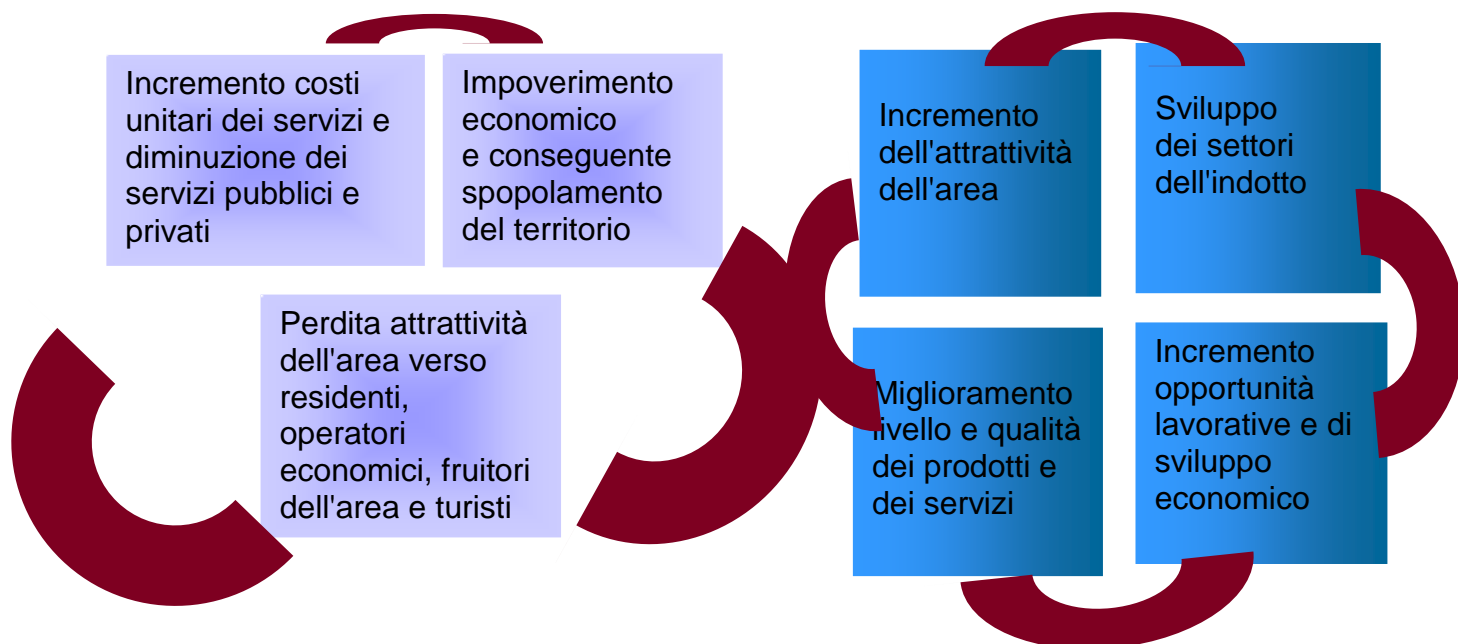 Incremento costi
unitari dei servizi e
diminuzione dei
servizi pubblici e
privati
Impoverimento
economico
e conseguente
spopolamento
del territorio
Perdita attrattività
dell'area verso
residenti,
operatori
economici, fruitori
dell'area e turisti
Incremento
dell'attrattività
dell'area
Sviluppo
dei settori
dell'indotto
Miglioramento
livello e qualità
dei prodotti e
dei servizi
Incremento
opportunità
lavorative e di
sviluppo
economico